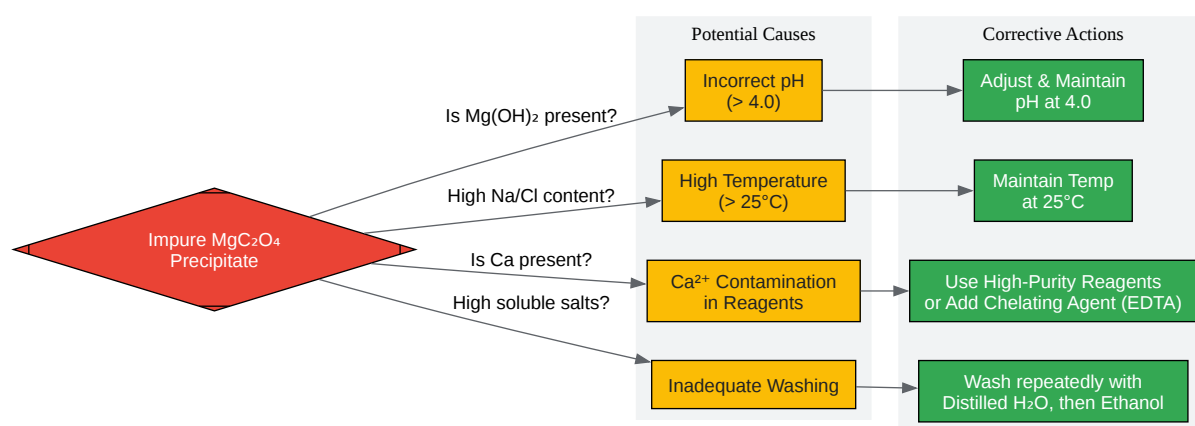 Potential Causes
Corrective Actions
Incorrect pH
(> 4.0)
Adjust & Maintain
pH at 4.0
Is Mg(OH)₂ present?
High Temperature
(> 25°C)
Maintain Temp
at 25°C
High Na/Cl content?
Impure MgC₂O₄
Precipitate
Is Ca present?
Ca²⁺ Contamination
in Reagents
Use High-Purity Reagents
or Add Chelating Agent (EDTA)
High soluble salts?
Inadequate Washing
Wash repeatedly with
Distilled H₂O, then Ethanol